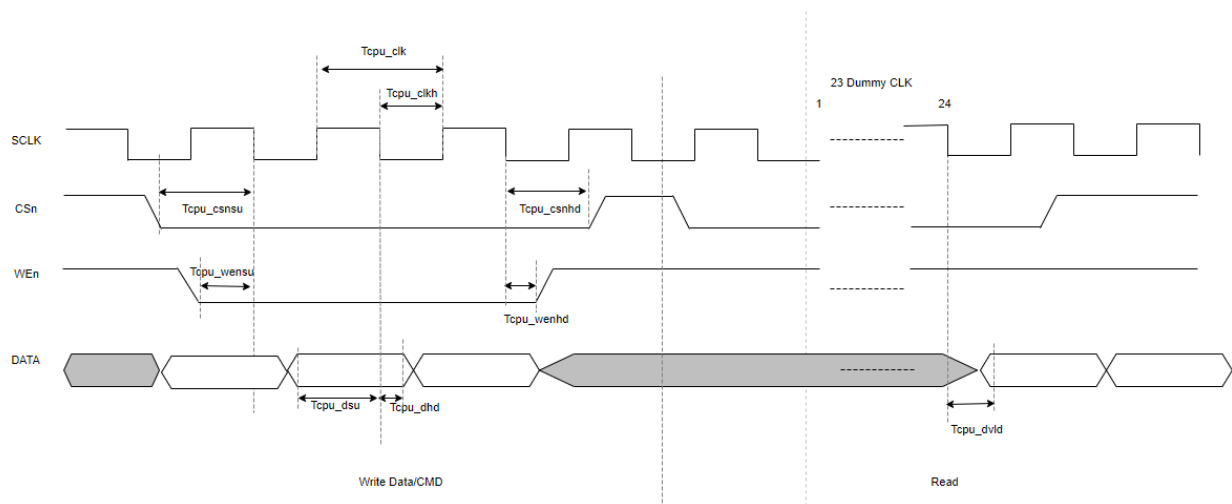 Tcpu_clk
23 Dummy CLK
Tcpu_clkh
1
24
SCLK
CSn
Tcpu_csnsu
Tcpu_csnhd
WEn
Tcpu_wensu
Tcpu_wenhd
DATA
Tcpu_dsu
Tcpu_dhd
Tcpu_dvld
Write Data/CMD
Read